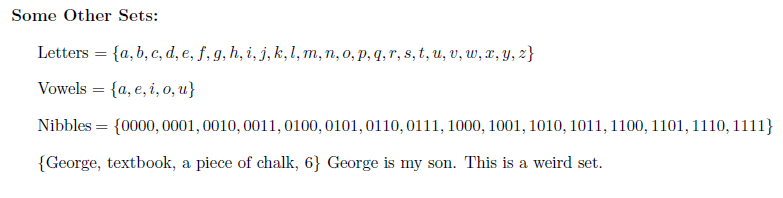 Some Other Sets:
Letters = {a, b, c, d, e, f, g, h, i, j, k, l, m, n, o, p, q, r, s, t, u, v, w, x, y, z}
Vowels = {a, e, i, o, u}
Nibbles = {0000, 0001, 0010, 0011, 0100, 0101, 0110, 0111, 1000, 1001, 1010, 1011, 1100, 1101, 1110, 1111}
{George, textbook, a piece of chalk, 6} George is my son. This is a weird set.